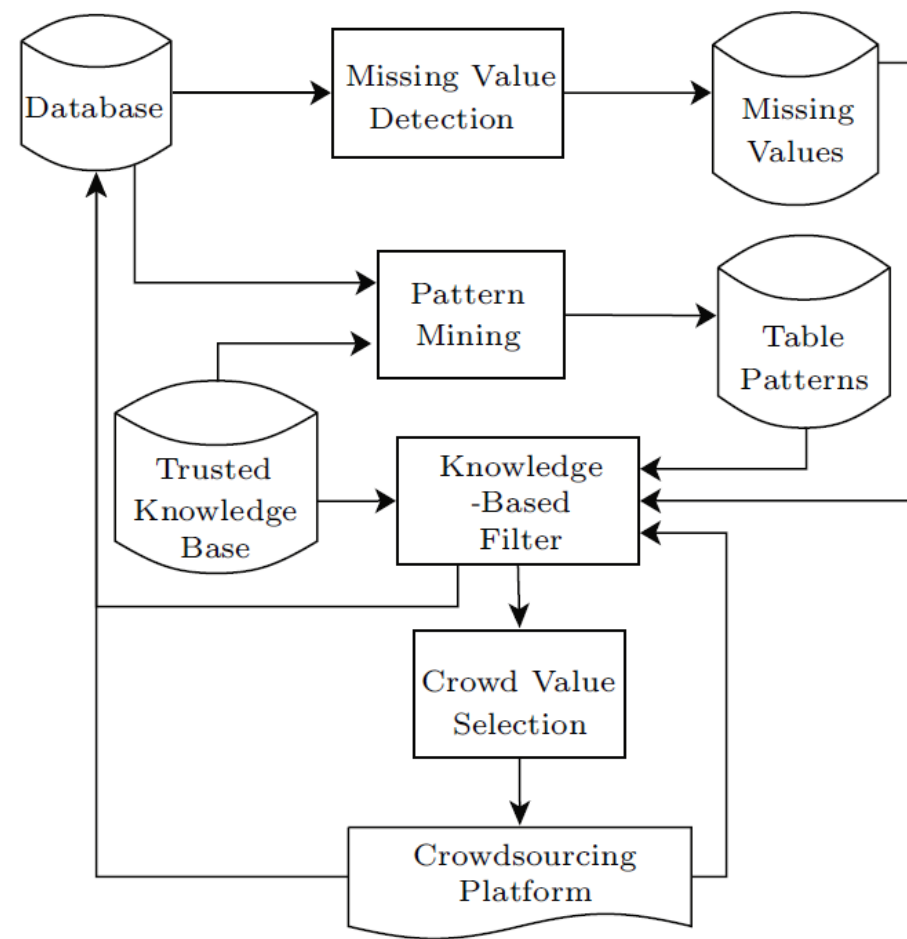 Database
Missing Value
Detection
Missing
Values
Pattern
Mining
Table
Patterns
Trusted
Knowledge
Base
Knowledge
-Based
Filter
Crowd Value
Selection
Crowdsourcing
Platform